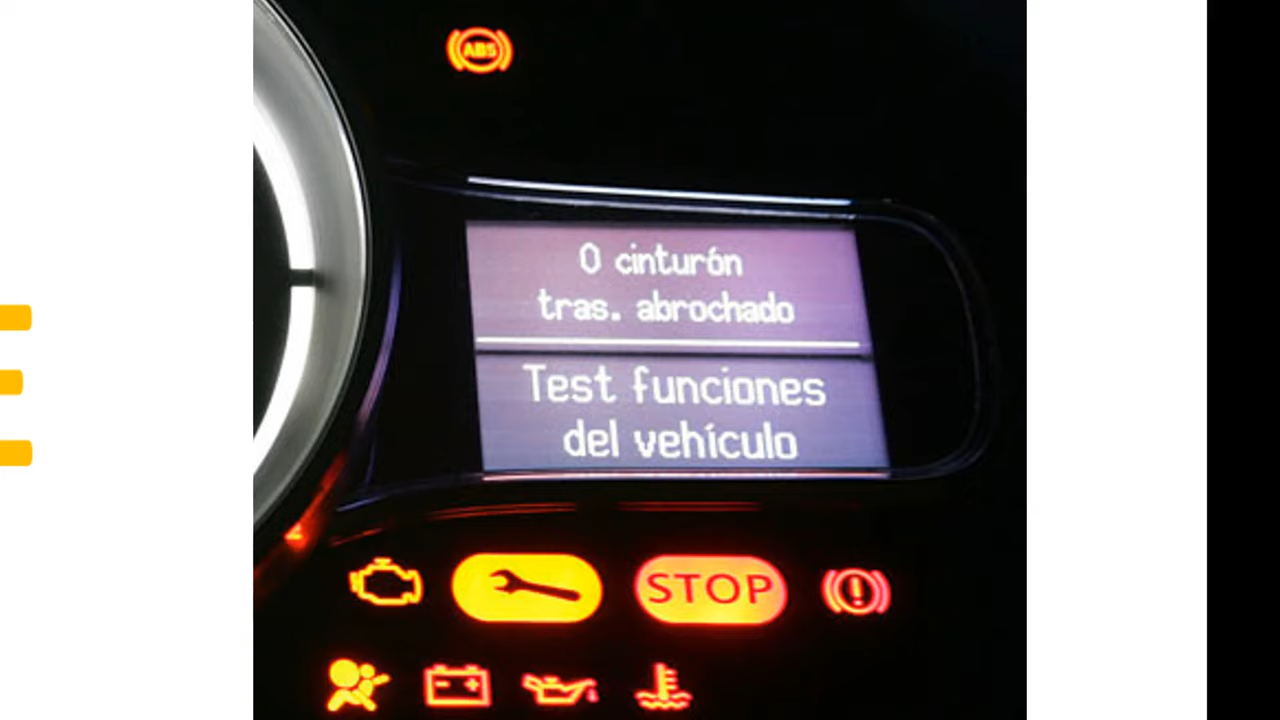 ABS
0 cinturón
tras. abrochado
Test funciones
del vehículo
STOP